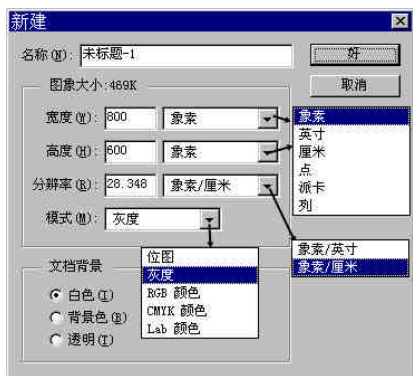 新建
名称(N): 未标题-1
好
图象大小:469K
取消
宽度(W): 800 象素
高度(H): 600 象素
分辨率(R): 28.348 象素/厘米
模式(M): 灰度
象素
英寸
厘米
点
派卡
列
象素/英寸
象素/厘米
位图
灰度
RGB 颜色
CMYK 颜色
Lab 颜色
文档背景
白色(I)
背景色(B)
透明(T)